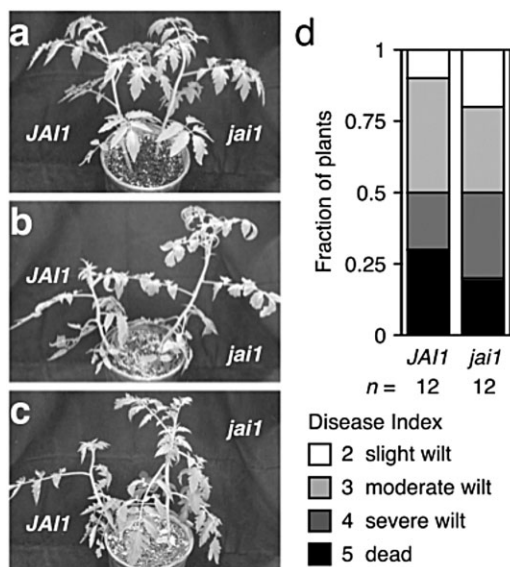 a
JAI1
jai1
b
JAI1
jai1
c
jai1
JAI1
d
Fraction of plants
1
0.75
0.5
0.25
0
JAI1 jai1
n = 12 12
Disease Index
2 slight wilt
3 moderate wilt
4 severe wilt
5 dead